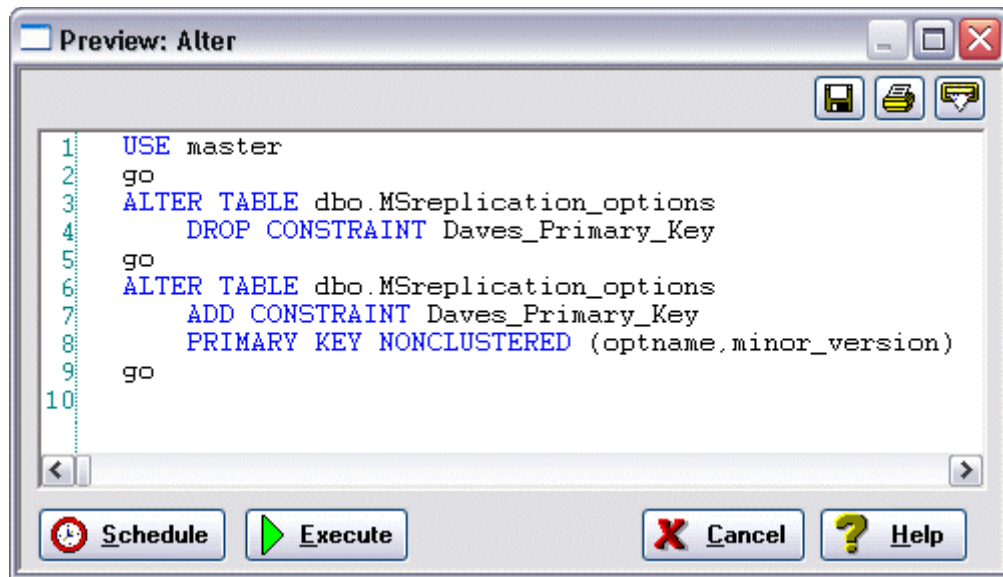 Preview: Alter
1 USE master
2 go
3 ALTER TABLE dbo.MSreplication_options
4 DROP CONSTRAINT Daves_Primary_Key
5 go
6 ALTER TABLE dbo.MSreplication_options
7 ADD CONSTRAINT Daves_Primary_Key
8 PRIMARY KEY NONCLUSTERED (optname,minor_version)
9 go
10
Schedule Execute Cancel Help